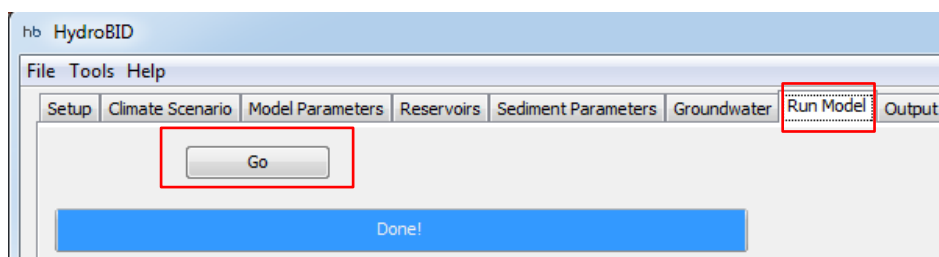 hb HydroBID
File Tools Help
Setup Climate Scenario Model Parameters Reservoirs Sediment Parameters Groundwater Run Model Output
Go
Done!